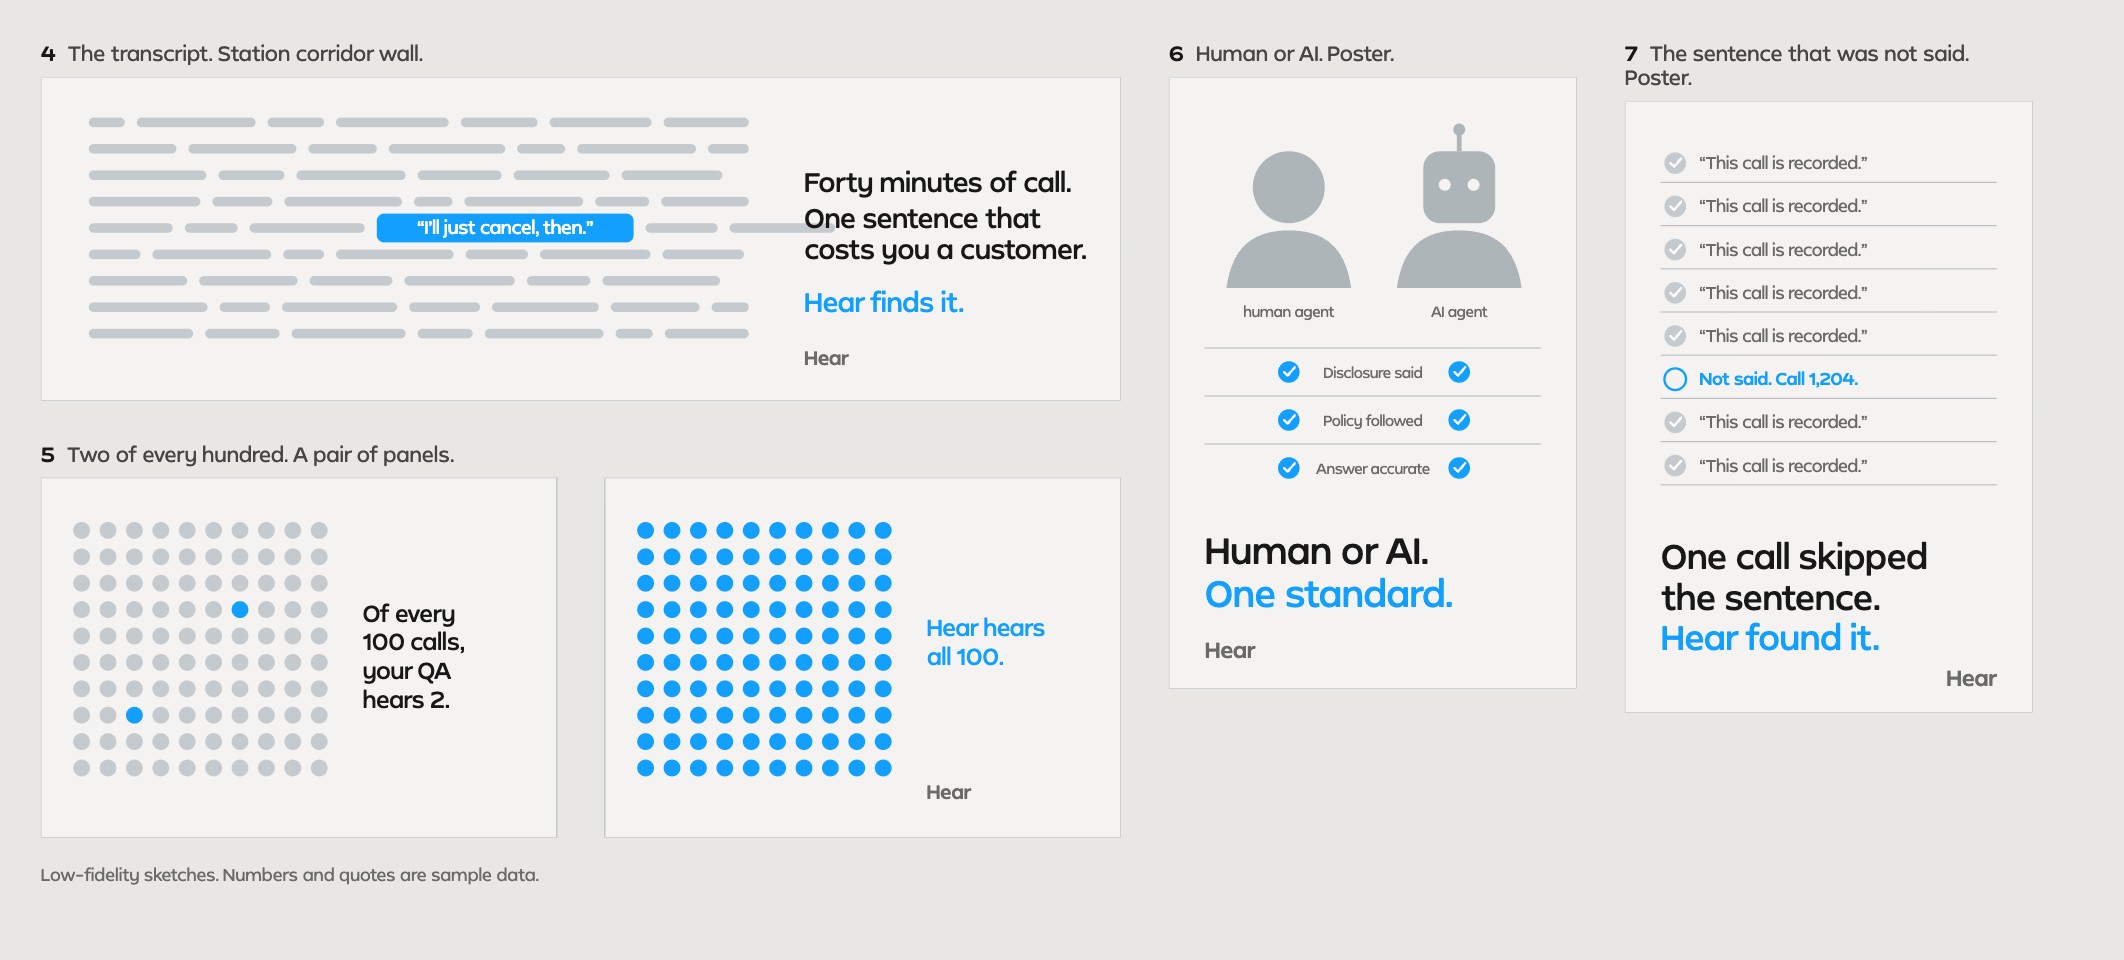 4 The transcript. Station corridor wall.
“I’ll just cancel, then.”
Forty minutes of call.
One sentence that
costs you a customer.
Hear finds it.
Hear
5 Two of every hundred. A pair of panels.
Of every
100 calls,
your QA
hears 2.
Hear hears
all 100.
Hear
Low-fidelity sketches. Numbers and quotes are sample data.
6 Human or AI. Poster.
human agent
AI agent
Disclosure said
Policy followed
Answer accurate
Human or AI.
One standard.
Hear
7 The sentence that was not said.
Poster.
“This call is recorded.”
“This call is recorded.”
“This call is recorded.”
“This call is recorded.”
“This call is recorded.”
Not said. Call 1,204.
“This call is recorded.”
“This call is recorded.”
One call skipped
the sentence.
Hear found it.
Hear